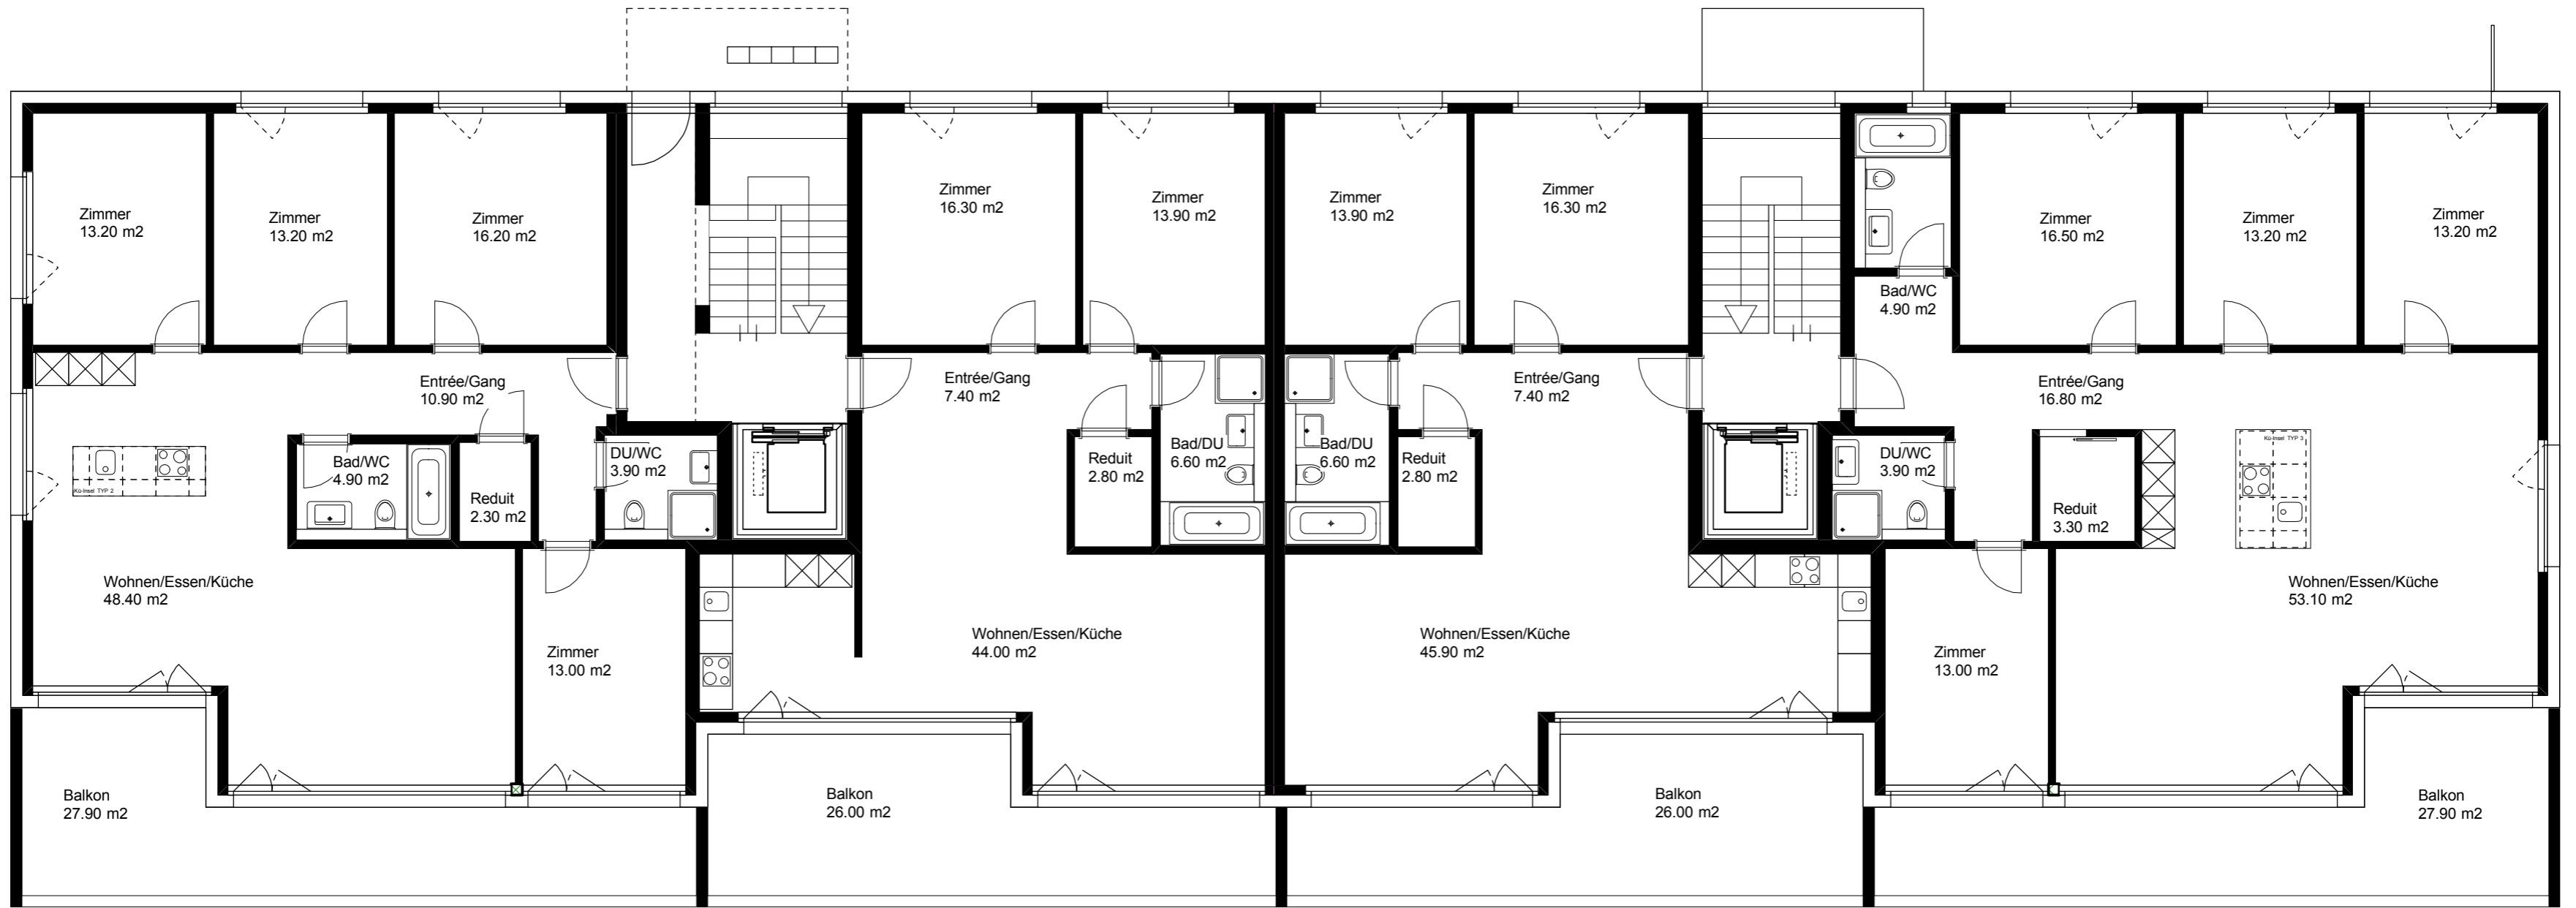 Zimmer
13.20 m2
Zimmer
13.20 m2
Zimmer
16.20 m2
Zimmer
16.30 m2
Zimmer
13.90 m2
Zimmer
13.90 m2
Zimmer
16.30 m2
Zimmer
16.50 m2
Zimmer
13.20 m2
Zimmer
13.20 m2
Bad/WC
4.90 m2
Entrée/Gang
10.90 m2
Entrée/Gang
7.40 m2
Entrée/Gang
7.40 m2
Entrée/Gang
16.80 m2
Kü-Insel TYP 2
Bad/WC
4.90 m2
Reduit
2.30 m2
DU/WC
3.90 m2
Reduit
2.80 m2
Bad/DU
6.60 m2
Bad/DU
6.60 m2
Reduit
2.80 m2
DU/WC
3.90 m2
Reduit
3.30 m2
Kü-Insel TYP 3
Wohnen/Essen/Küche
48.40 m2
Zimmer
13.00 m2
Wohnen/Essen/Küche
44.00 m2
Wohnen/Essen/Küche
45.90 m2
Zimmer
13.00 m2
Wohnen/Essen/Küche
53.10 m2
Balkon
27.90 m2
Balkon
26.00 m2
Balkon
26.00 m2
Balkon
27.90 m2